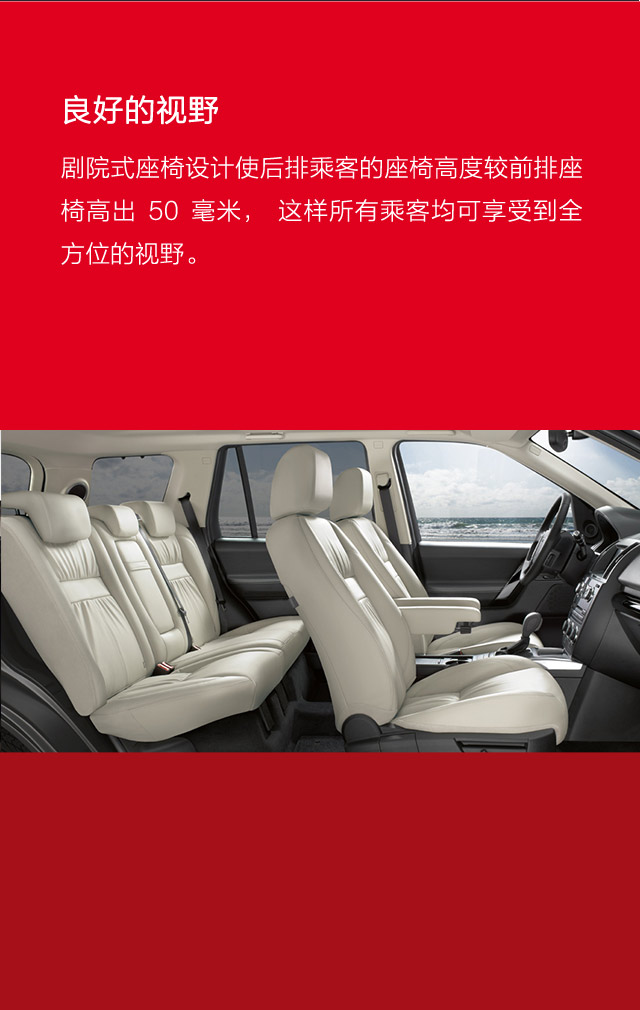 良好的视野
剧院式座椅设计使后排乘客的座椅高度较前排座
椅高出 50 毫米， 这样所有乘客均可享受到全
方位的视野。